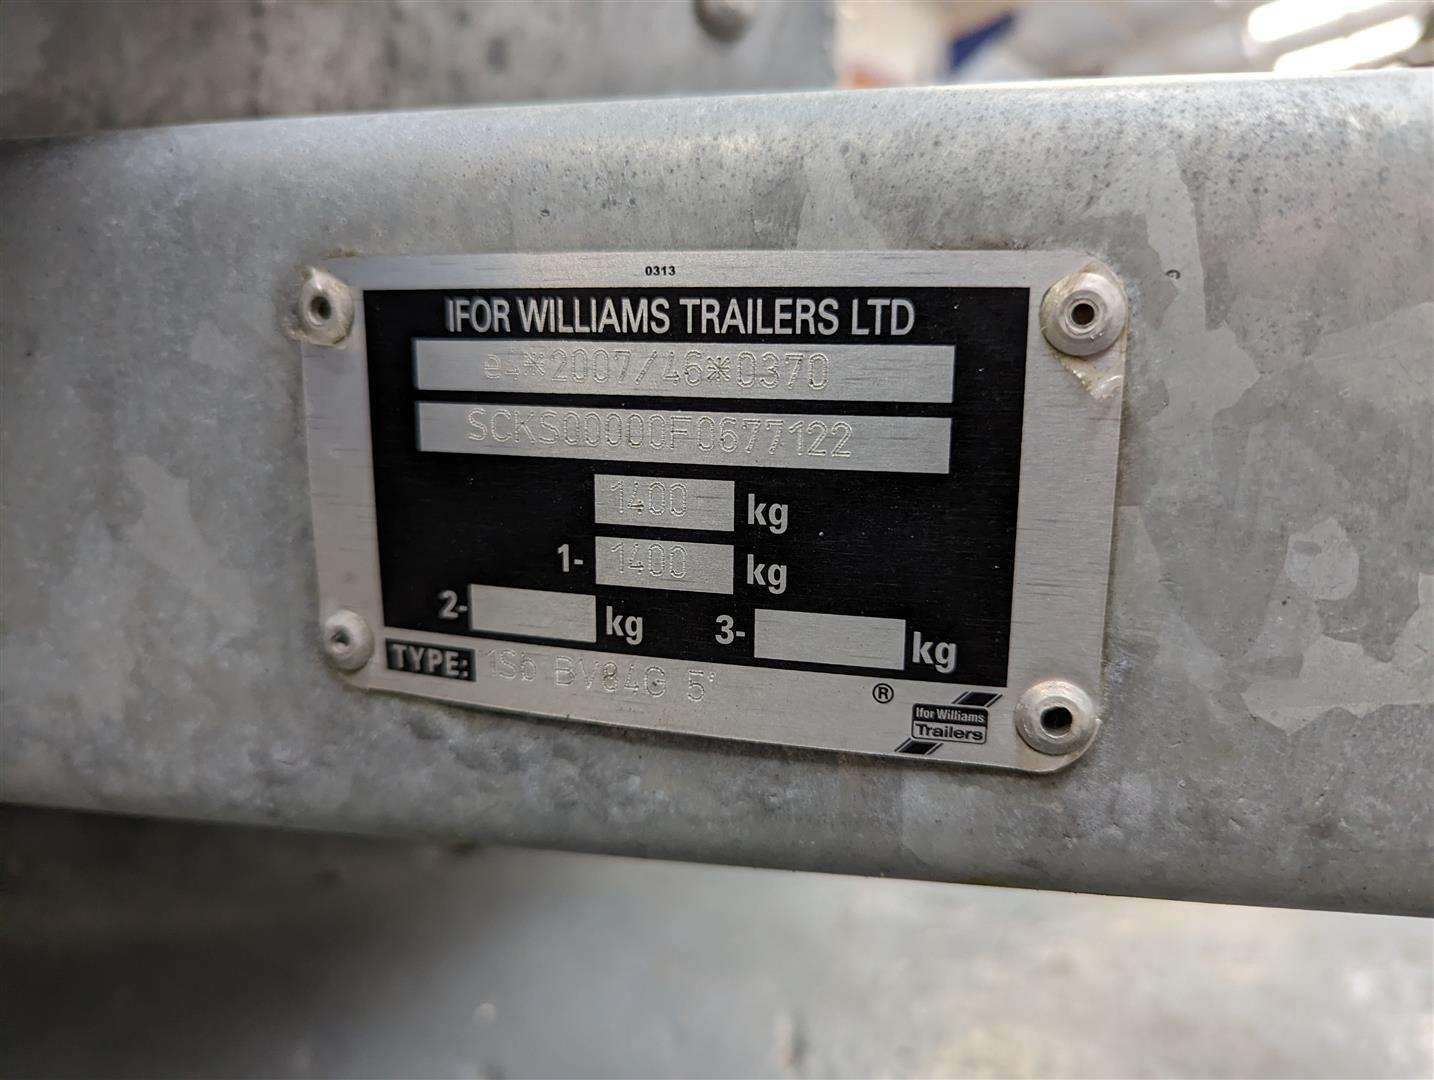 0313
IFOR WILLIAMS TRAILERS LTD
e4*2007/46*0370
SCKS00000F0677122
1400 kg
1- 1400 kg
2- kg 3- kg
TYPE: 1Sb BV84G 5'
®
Ifor Williams
Trailers